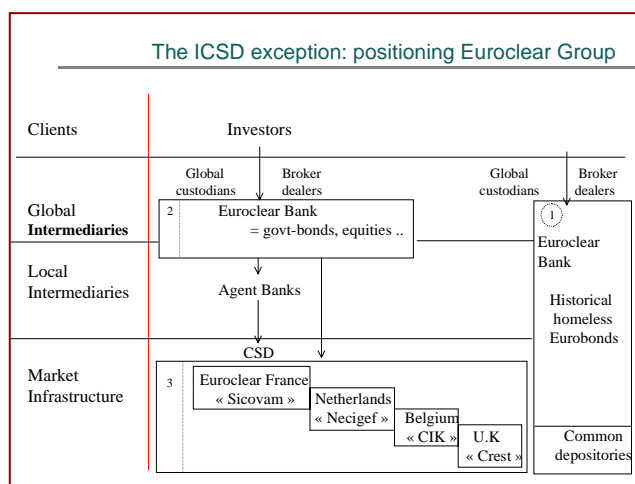 The ICSD exception: positioning Euroclear Group
Clients
Investors
Global custodians
Broker dealers
Global custodians
Broker dealers
Global
Intermediaries
2
Euroclear Bank
= govt-bonds, equities ..
1
Euroclear
Bank
Historical
homeless
Eurobonds
Local
Intermediaries
Agent Banks
CSD
Market
Infrastructure
3
Euroclear France
« Sicovam »
Netherlands
« Necigef »
Belgium
« CIK »
U.K
« Crest »
Common
depositories